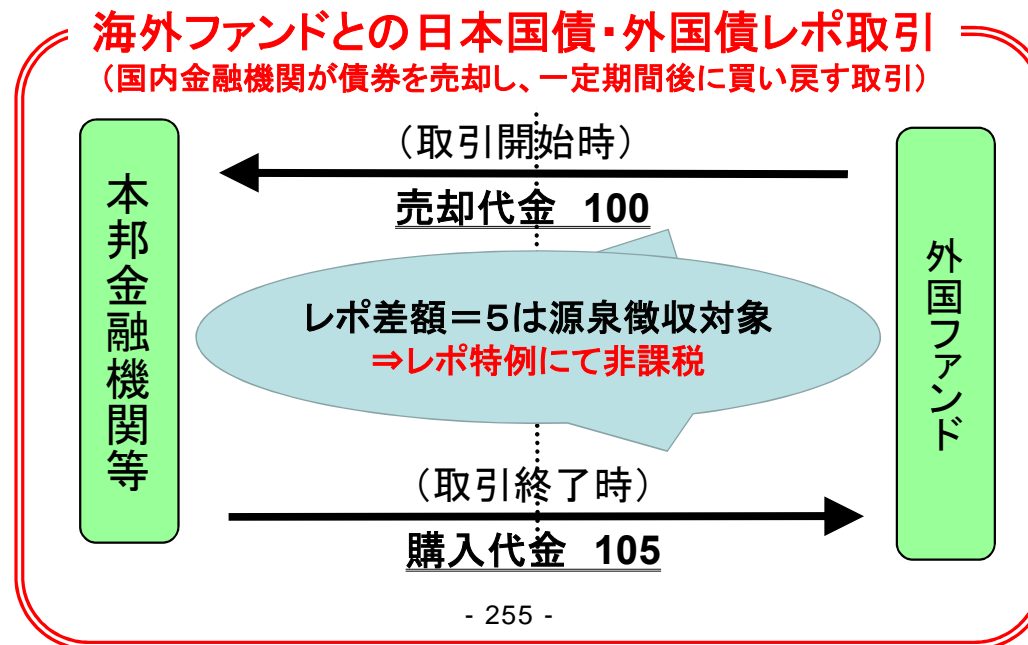 海外ファンドとの日本国債・外国債レポ取引
（国内金融機関が債券を売却し、一定期間後に買い戻す取引）
（取引開始時）
売却代金 100
本邦金融機関等
レポ差額＝５は源泉徴収対象
⇒レポ特例にて非課税
外国ファンド
（取引終了時）
購入代金 105
- 255 -